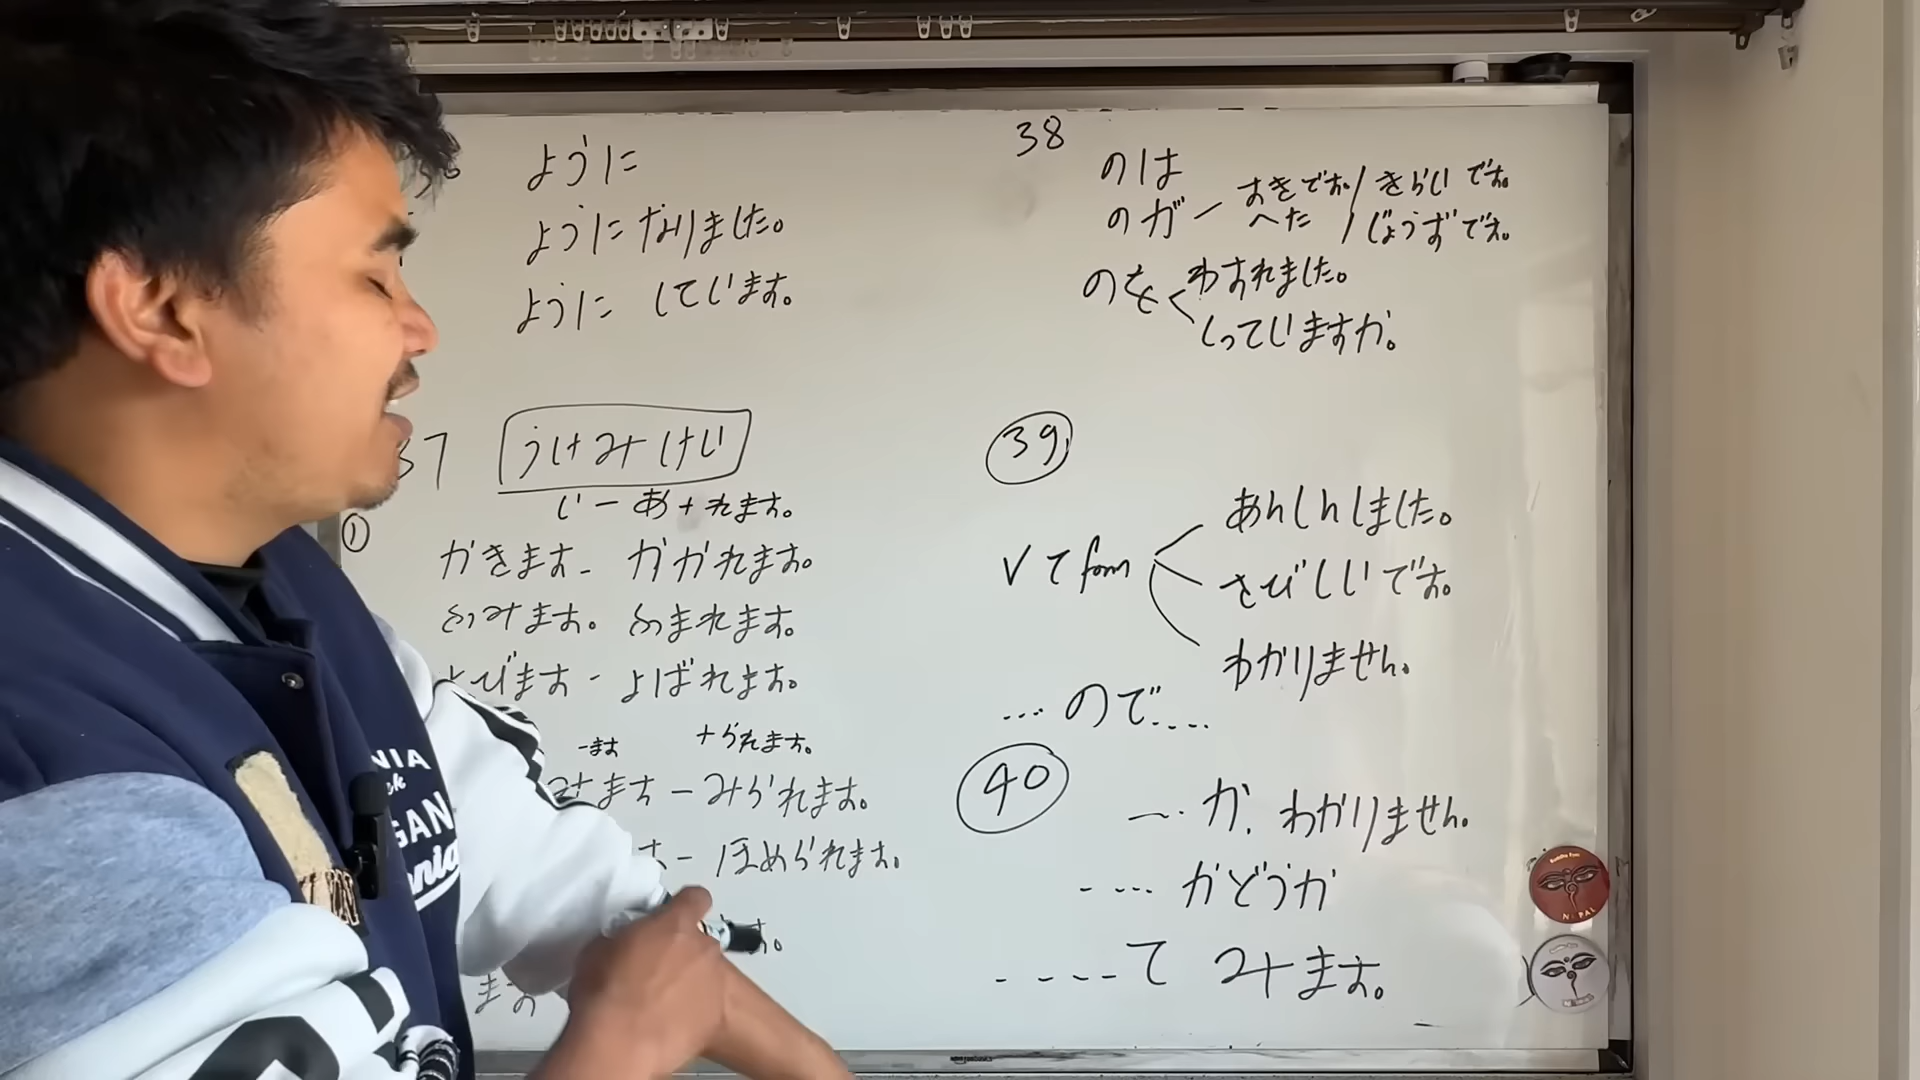 ように
ように なりました。
ように しています。
37 うけみけい
い - あ + れます。
①
かきます - かかれます。
ふみます。 ふまれます。
よびます - よばれます。
-ます +られます。
みます - みられます。
- ほめられます。
ます
38
のは
のが - すきです/きらいです。
へた / じょうずです。
のを < わすれました。
しっていますか。
39
V て form
あんしんしました。
さびしいです。
わかりません。
... ので....
40
... か、わかりません。
.... かどうか
----て みます。
NIA
GAN
NEPAL